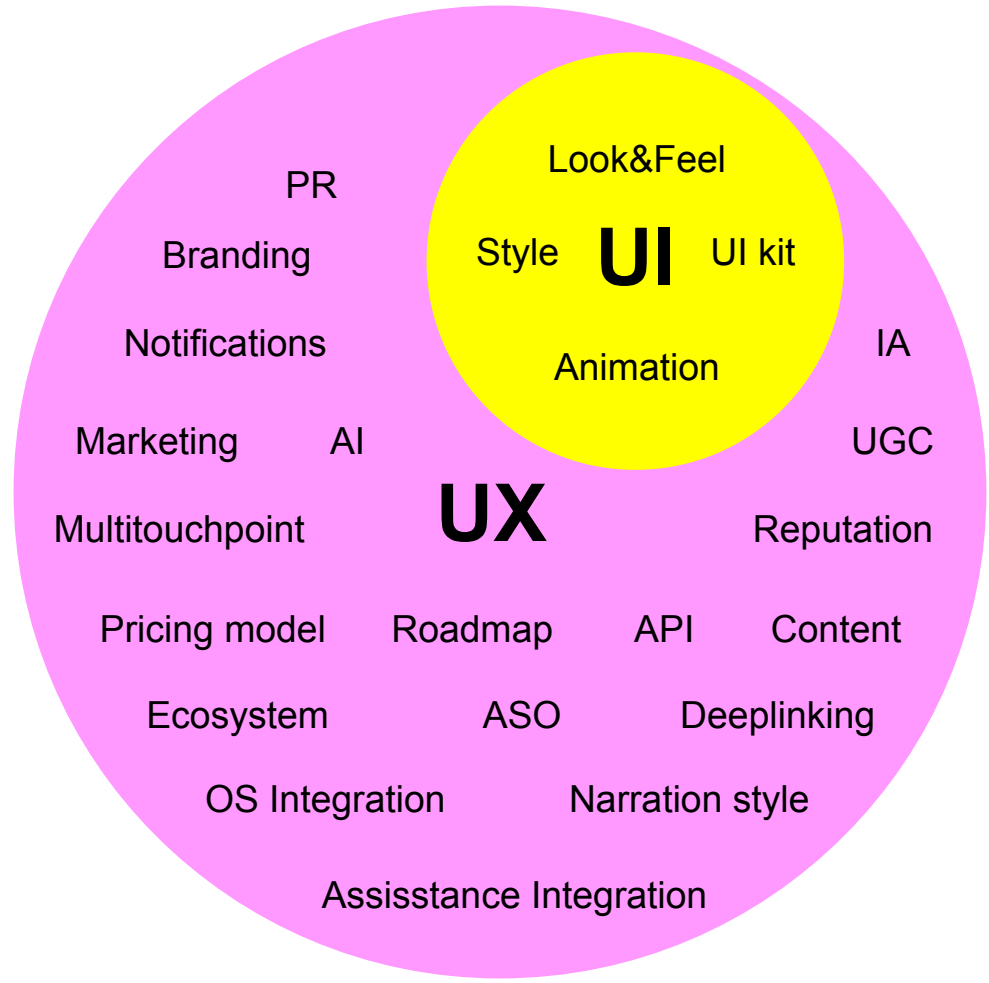 Look&Feel
PR
Style UI UI kit
Branding
Notifications
IA
Animation
Marketing AI
UGC
UX
Multitouchpoint
Reputation
Pricing model Roadmap API Content
Ecosystem ASO Deeplinking
OS Integration Narration style
Assisstance Integration